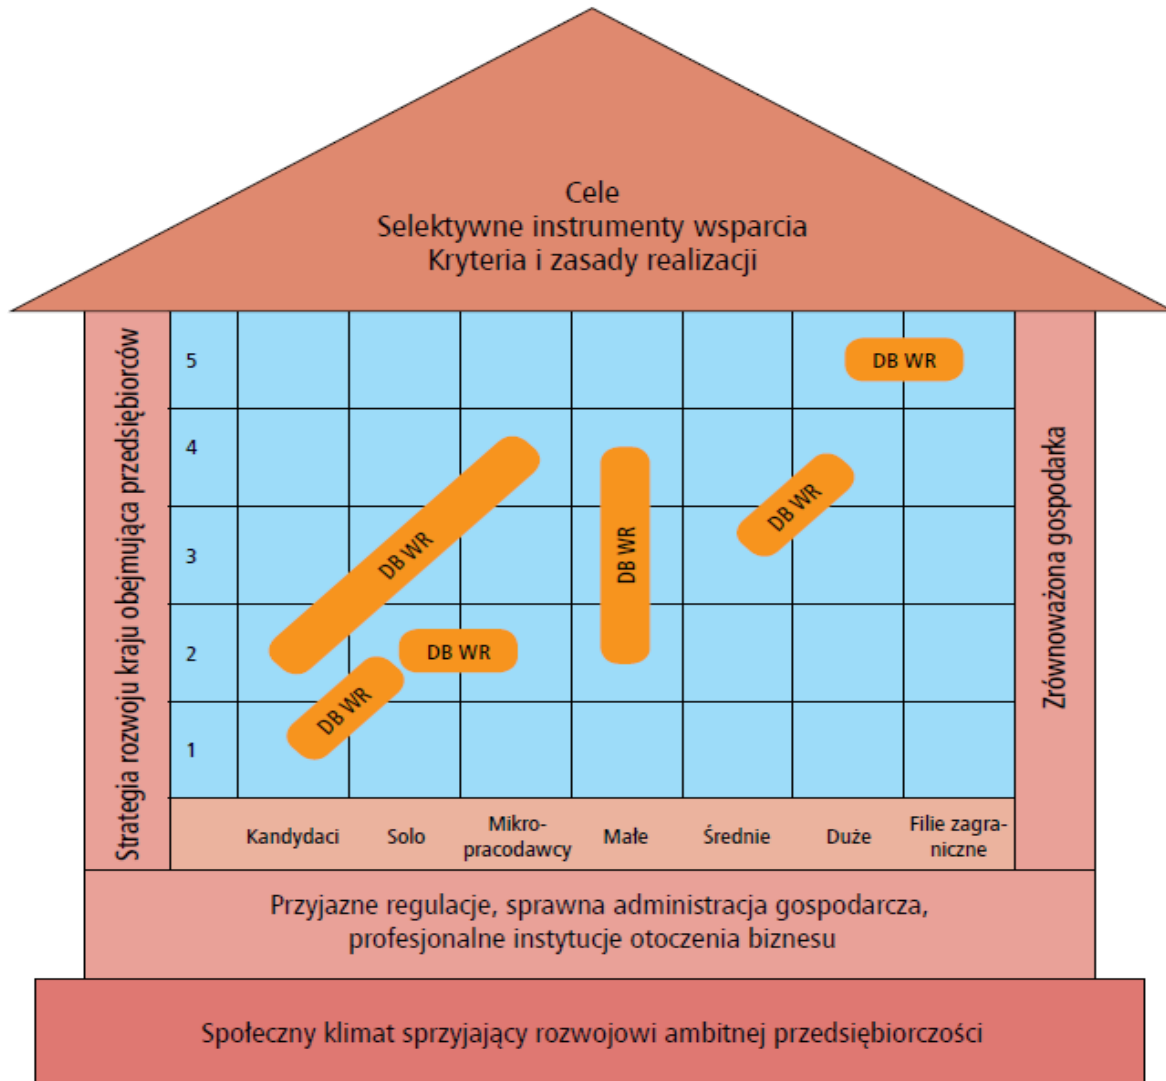 Cele
Selektywne instrumenty wsparcia
Kryteria i zasady realizacji
Strategia rozwoju kraju obejmująca przedsiębiorców
5
DB WR
4
DB WR
3
DB WR
DB WR
2
DB WR
1
DB WR
Zrównoważona gospodarka
Kandydaci
Solo
Mikro-
pracodawcy
Małe
Średnie
Duże
Filie zagra-
niczne
Przyjazne regulacje, sprawna administracja gospodarcza,
profesjonalne instytucje otoczenia biznesu
Społeczny klimat sprzyjający rozwojowi ambitnej przedsiębiorczości